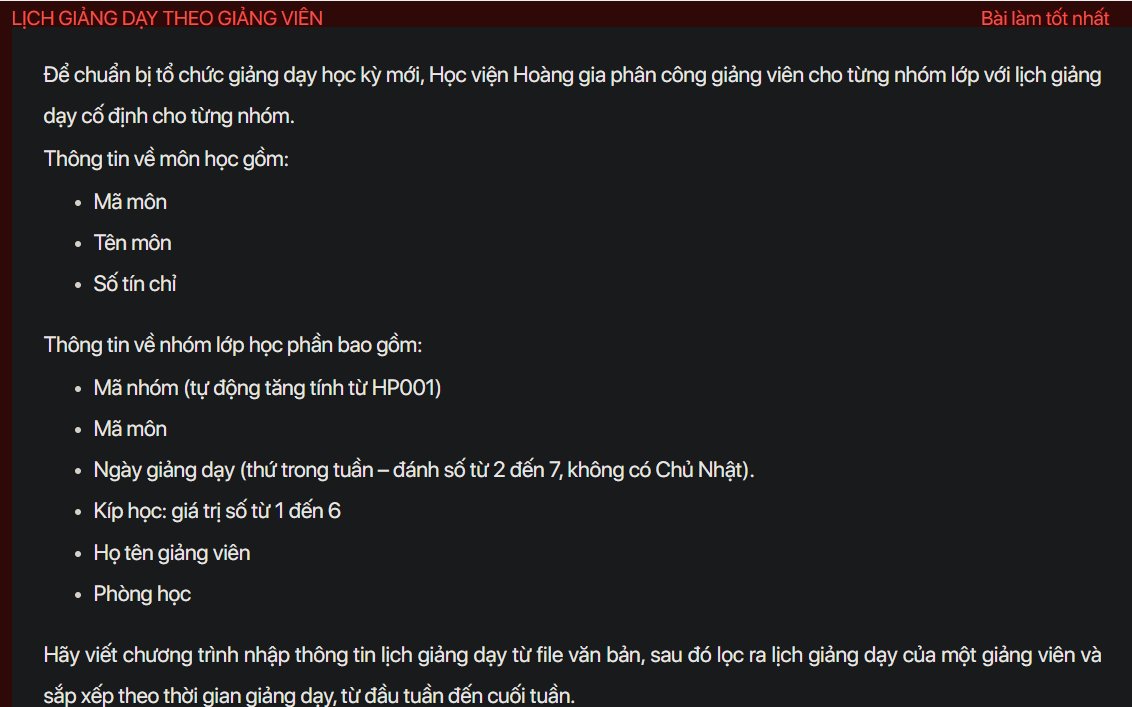 LỊCH GIẢNG DẠY THEO GIẢNG VIÊN
Bài làm tốt nhất
Để chuẩn bị tổ chức giảng dạy học kỳ mới, Học viện Hoàng gia phân công giảng viên cho từng nhóm lớp với lịch giảng
dạy cố định cho từng nhóm.
Thông tin về môn học gồm:
• Mã môn
• Tên môn
• Số tín chỉ
Thông tin về nhóm lớp học phần bao gồm:
• Mã nhóm (tự động tăng tính từ HP001)
• Mã môn
• Ngày giảng dạy (thứ trong tuần – đánh số từ 2 đến 7, không có Chủ Nhật).
• Kíp học: giá trị số từ 1 đến 6
• Họ tên giảng viên
• Phòng học
Hãy viết chương trình nhập thông tin lịch giảng dạy từ file văn bản, sau đó lọc ra lịch giảng dạy của một giảng viên và
sắp xếp theo thời gian giảng dạy, từ đầu tuần đến cuối tuần.